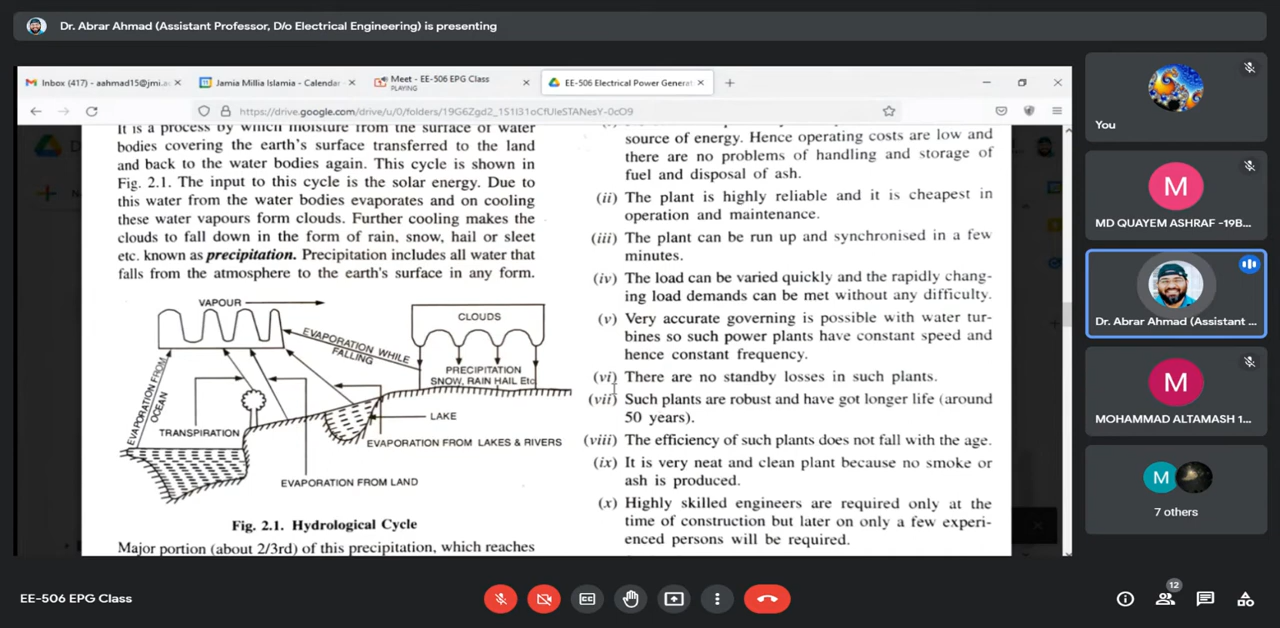 Dr. Abrar Ahmad (Assistant Professor, D/o Electrical Engineering) is presenting
Inbox (417) - aahmad15@jmi.a
Jamia Millia Islamia - Calendar
Meet - EE-506 EPG Class
PLAYING
EE-506 Electrical Power Generat
https://drive.google.com/drive/u/0/folders/
It is a process by which moisture from the surface of water
bodies covering the earth's surface transferred to the land
and back to the water bodies again. This cycle is shown in
Fig. 2.1. The input to this cycle is the solar energy. Due to
this water from the water bodies evaporates and on cooling
these water vapours form clouds. Further cooling makes the
clouds to fall down in the form of rain, snow, hail or sleet
etc. known as precipitation. Precipitation includes all water that
falls from the atmosphere to the earth's surface in any form.
VAPOUR
CLOUDS
EVAPORATION WHILE
FALLING
PRECIPITATION
SNOW, RAIN HAIL Etc
EVAPORATION FROM
OCEAN
LAKE
TRANSPIRATION
EVAPORATION FROM LAKES & RIVERS
EVAPORATION FROM LAND
Fig. 2.1. Hydrological Cycle
Major portion (about 2/3rd) of this precipitation, which reaches
source of energy. Hence operating costs are low and
there are no problems of handling and storage of
fuel and disposal of ash.
(ii) The plant is highly reliable and it is cheapest in
operation and maintenance.
(iii) The plant can be run up and synchronised in a few
minutes.
(iv) The load can be varied quickly and the rapidly chang-
ing load demands can be met without any difficulty.
(v) Very accurate governing is possible with water tur-
bines so such power plants have constant speed and
hence constant frequency.
(vi) There are no standby losses in such plants.
(vii) Such plants are robust and have got longer life (around
50 years).
(viii) The efficiency of such plants does not fall with the age.
(ix) It is very neat and clean plant because no smoke or
ash is produced.
(x) Highly skilled engineers are required only at the
time of construction but later on only a few experi-
enced persons will be required.
You
M
MD QUAYEM ASHRAF -19B...
Dr. Abrar Ahmad (Assistant ...
M
MOHAMMAD ALTAMASH 1...
M
7 others
EE-506 EPG Class
12